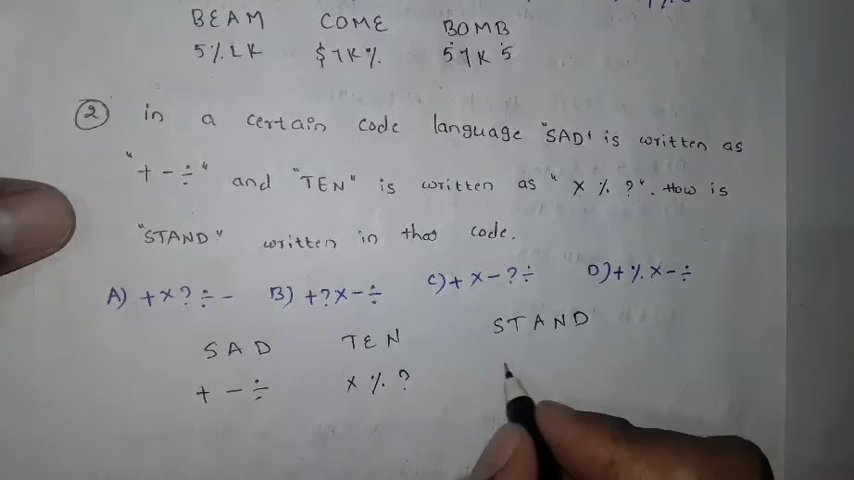 BEAM COME BOMB
5%LK $7K% 57K5
② in a certain code language "SAD" is written as
"+ - ÷" and "TEN" is written as "× % ?". How is
"STAND" written in that code.
A) +×?÷- B) +?×-÷ C) +×-?÷ D) +%×-÷
SAD TEN STAND
+ - ÷ × % ?